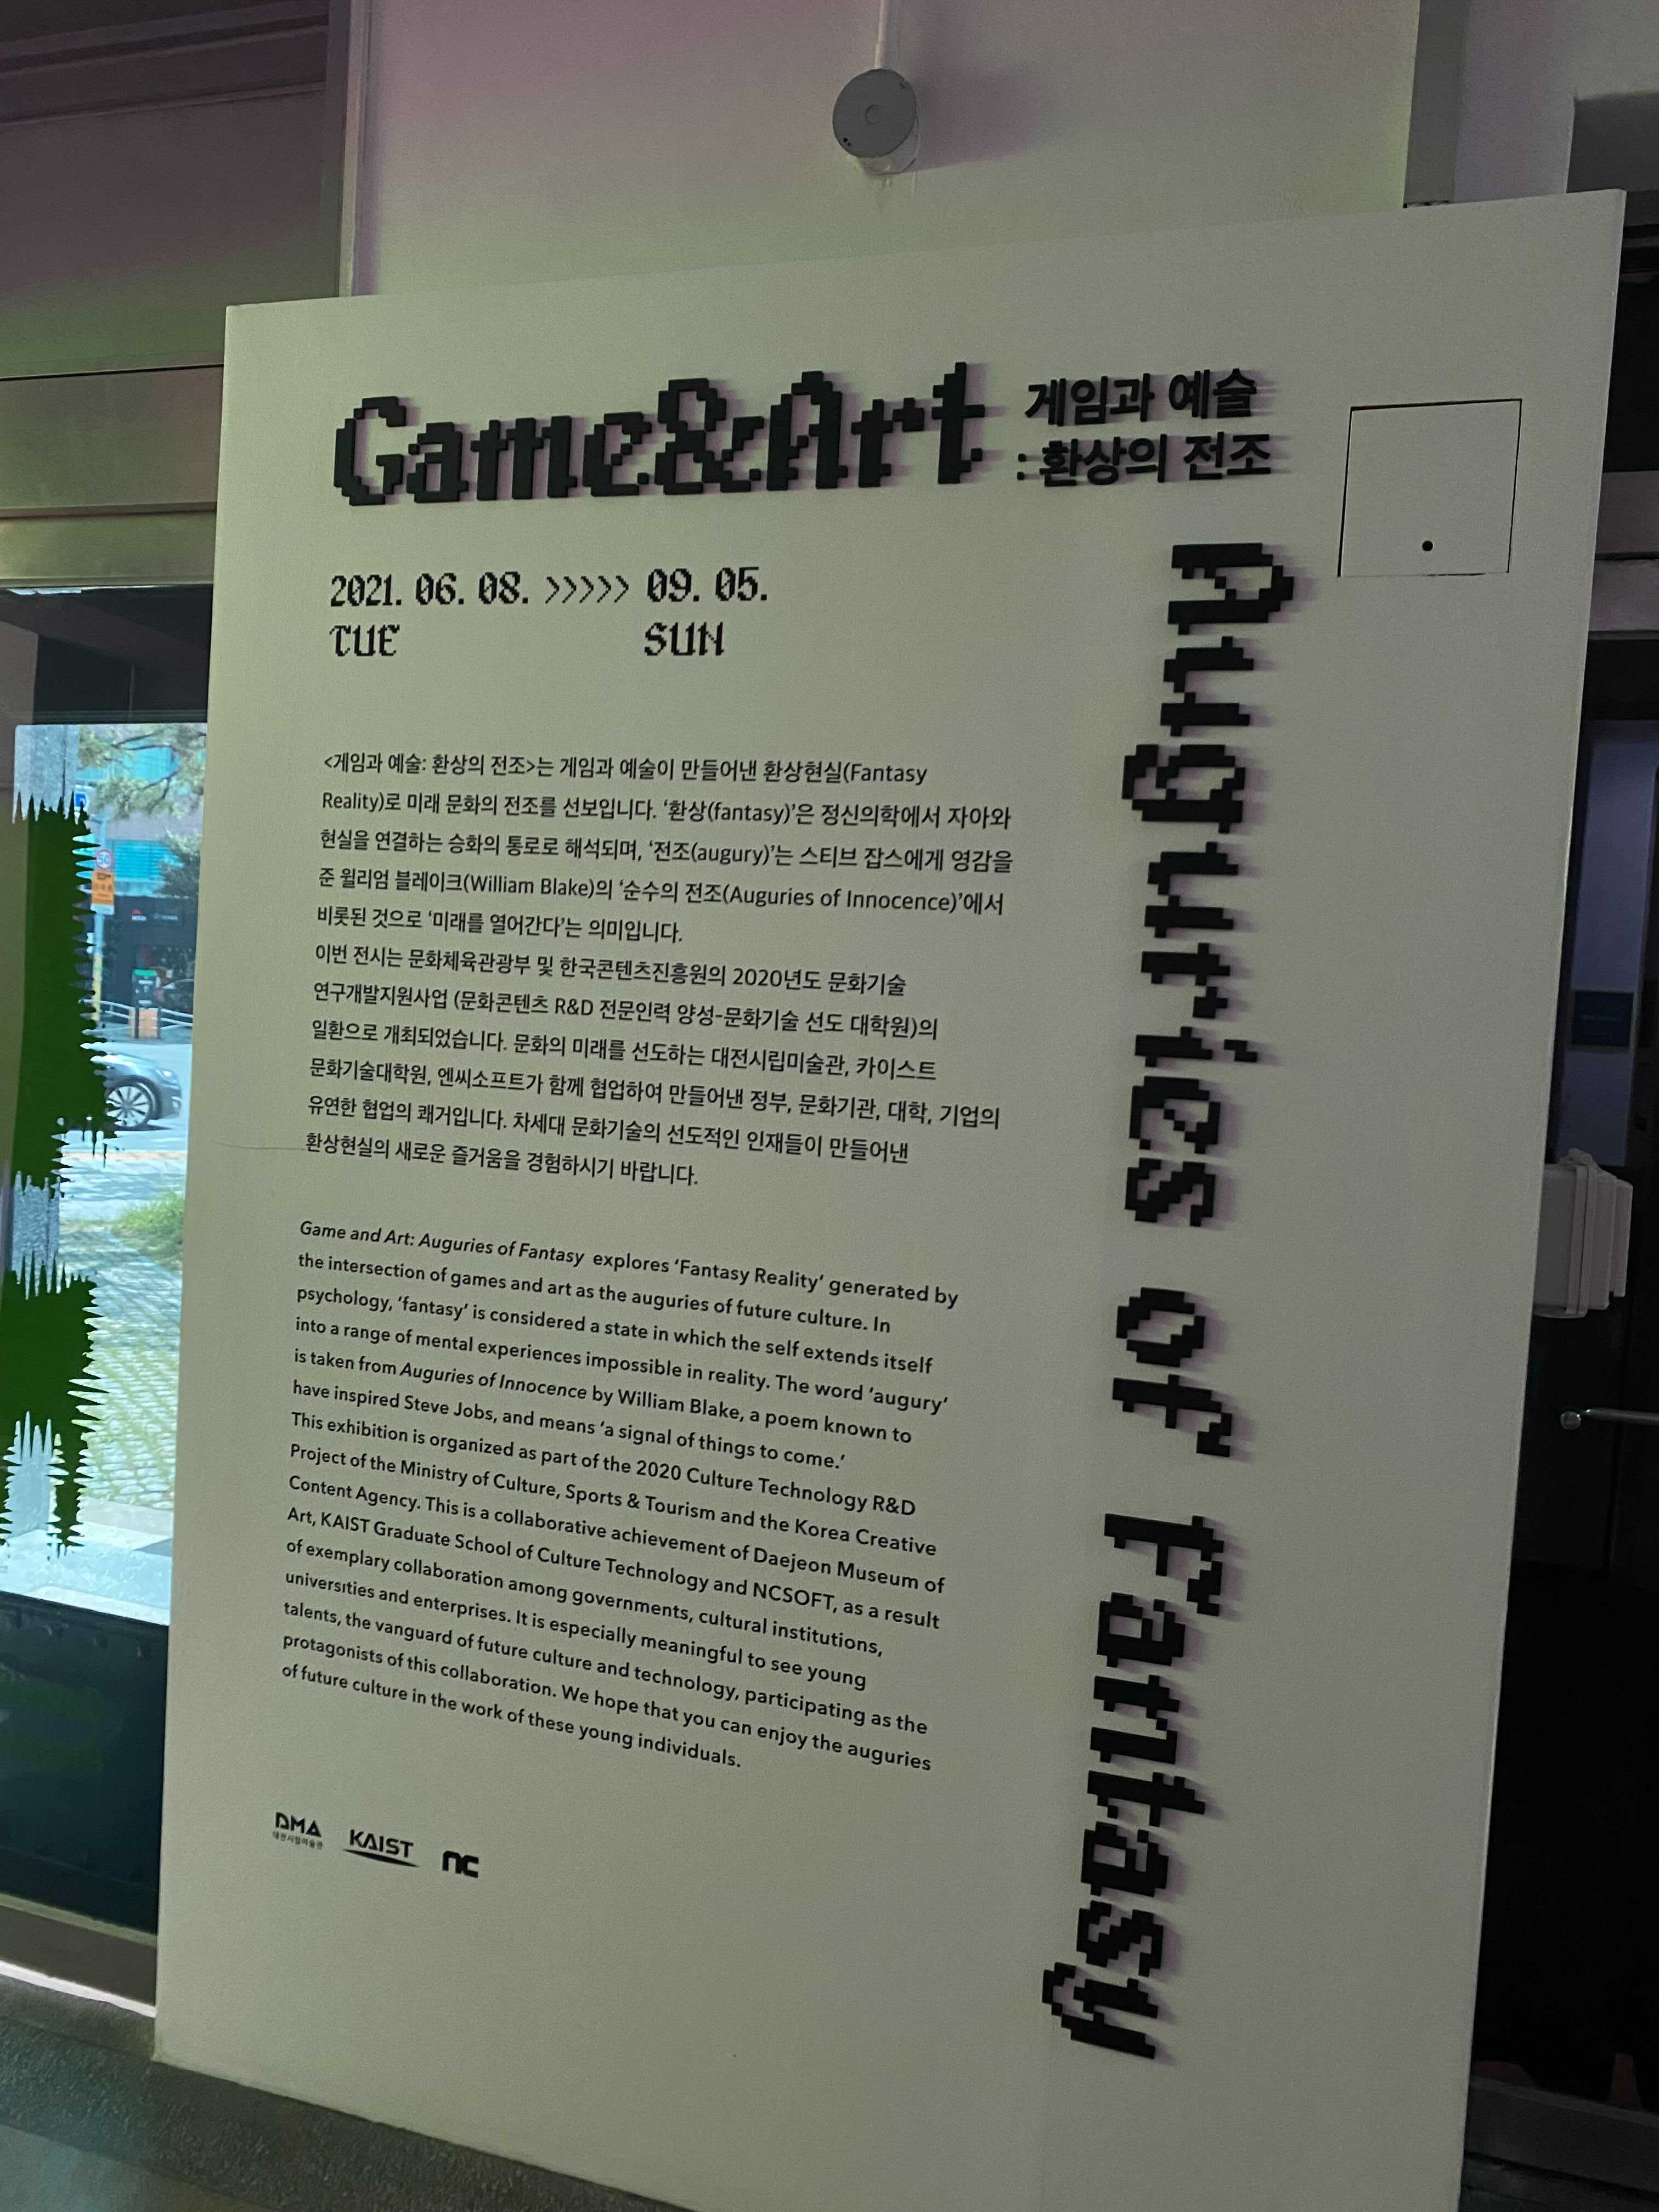 Game&Art
게임과 예술
: 환상의 전조
Auguries of Fantasy
2021. 06. 08. >>>>> 09. 05.
TUE SUN
<게임과 예술: 환상의 전조>는 게임과 예술이 만들어낸 환상현실(Fantasy
Reality)로 미래 문화의 전조를 선보입니다. ‘환상(fantasy)’은 정신의학에서 자아와
현실을 연결하는 승화의 통로로 해석되며, ‘전조(augury)’는 스티브 잡스에게 영감을
준 윌리엄 블레이크(William Blake)의 ‘순수의 전조(Auguries of Innocence)’에서
비롯된 것으로 ‘미래를 열어간다’는 의미입니다.
이번 전시는 문화체육관광부 및 한국콘텐츠진흥원의 2020년도 문화기술
연구개발지원사업 (문화콘텐츠 R&D 전문인력 양성-문화기술 선도 대학원)의
일환으로 개최되었습니다. 문화의 미래를 선도하는 대전시립미술관, 카이스트
문화기술대학원, 엔씨소프트가 함께 협업하여 만들어낸 정부, 문화기관, 대학, 기업의
유연한 협업의 쾌거입니다. 차세대 문화기술의 선도적인 인재들이 만들어낸
환상현실의 새로운 즐거움을 경험하시기 바랍니다.
Game and Art: Auguries of Fantasy explores ‘Fantasy Reality’ generated by
the intersection of games and art as the auguries of future culture. In
psychology, ‘fantasy’ is considered a state in which the self extends itself
into a range of mental experiences impossible in reality. The word ‘augury’
is taken from Auguries of Innocence by William Blake, a poem known to
have inspired Steve Jobs, and means ‘a signal of things to come.’
This exhibition is organized as part of the 2020 Culture Technology R&D
Project of the Ministry of Culture, Sports & Tourism and the Korea Creative
Content Agency. This is a collaborative achievement of Daejeon Museum of
Art, KAIST Graduate School of Culture Technology and NCSOFT, as a result
of exemplary collaboration among governments, cultural institutions,
universities and enterprises. It is especially meaningful to see young
talents, the vanguard of future culture and technology, participating as the
protagonists of this collaboration. We hope that you can enjoy the auguries
of future culture in the work of these young individuals.
DMA
대전시립미술관
KAIST
nc